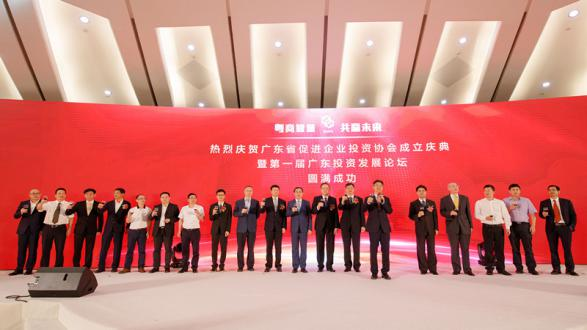 粤商智慧 共赢未来
热烈庆贺广东省促进企业投资协会成立庆典
暨第一届广东投资发展论坛
圆满成功